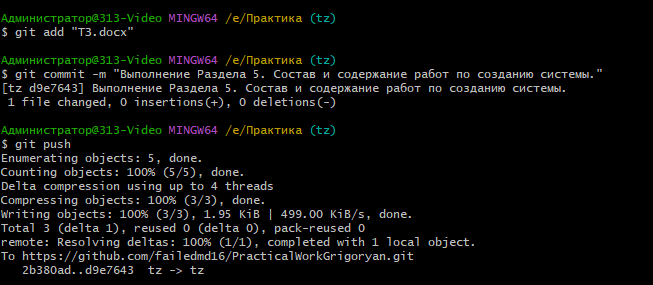 Администратор@313-Video MINGW64 /e/Практика (tz)
$ git add "ТЗ.docx"
Администратор@313-Video MINGW64 /e/Практика (tz)
$ git commit -m "Выполнение Раздела 5. Состав и содержание работ по созданию системы."
[tz d9e7643] Выполнение Раздела 5. Состав и содержание работ по созданию системы.
 1 file changed, 0 insertions(+), 0 deletions(-)
Администратор@313-Video MINGW64 /e/Практика (tz)
$ git push
Enumerating objects: 5, done.
Counting objects: 100% (5/5), done.
Delta compression using up to 4 threads
Compressing objects: 100% (3/3), done.
Writing objects: 100% (3/3), 1.95 KiB | 499.00 KiB/s, done.
Total 3 (delta 1), reused 0 (delta 0), pack-reused 0
remote: Resolving deltas: 100% (1/1), completed with 1 local object.
To https://github.com/failedmd16/PracticalWorkGrigoryan.git
   2b380ad..d9e7643  tz -> tz